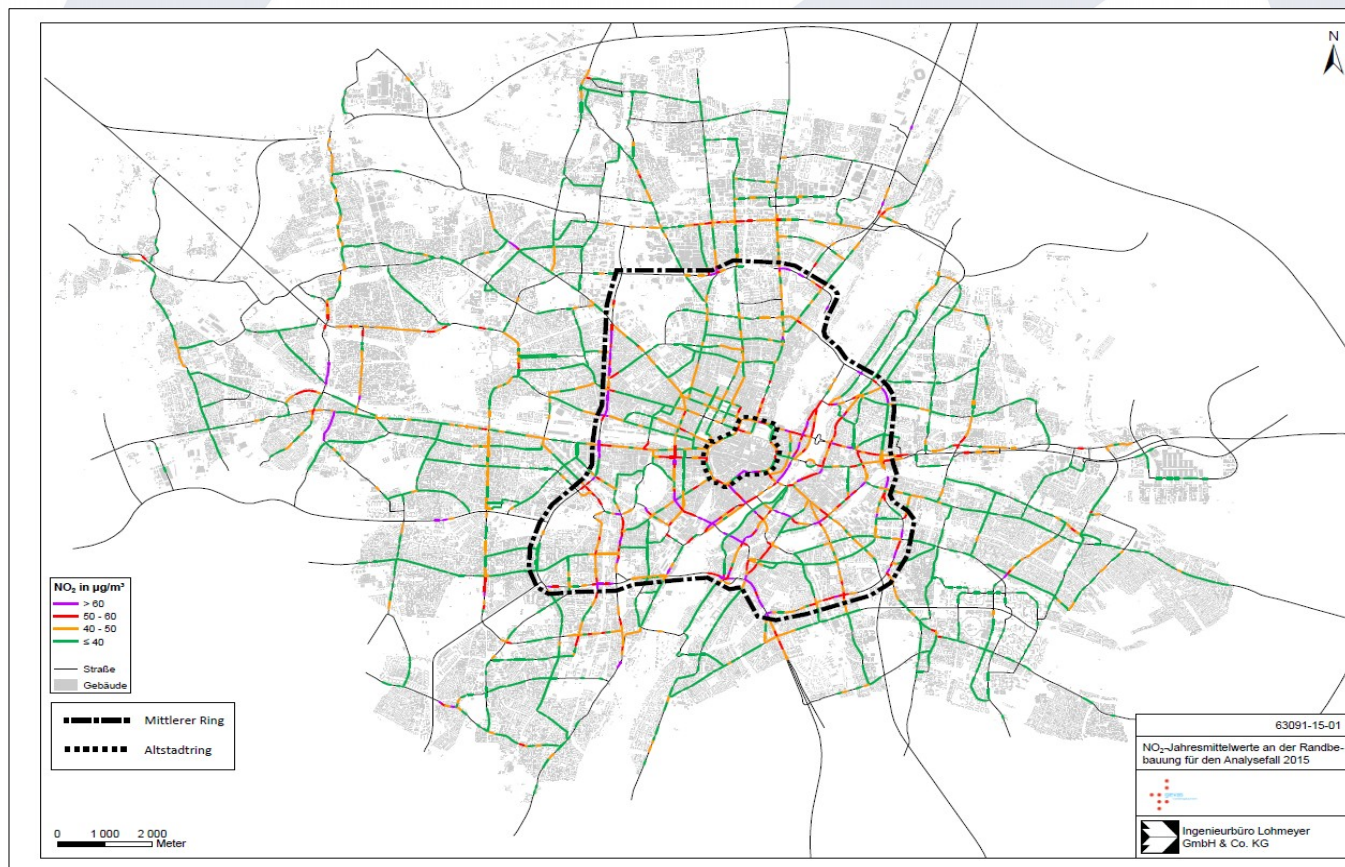 N
NO₂ in µg/m³
> 60
50 - 60
40 - 50
≤ 40
Straße
Gebäude
Mittlerer Ring
Altstadtring
0 1 000 2 000
Meter
63091-15-01
NO₂-Jahresmittelwerte an der Randbe-
bauung für den Analysefall 2015
Ingenieurbüro Lohmeyer
GmbH & Co. KG